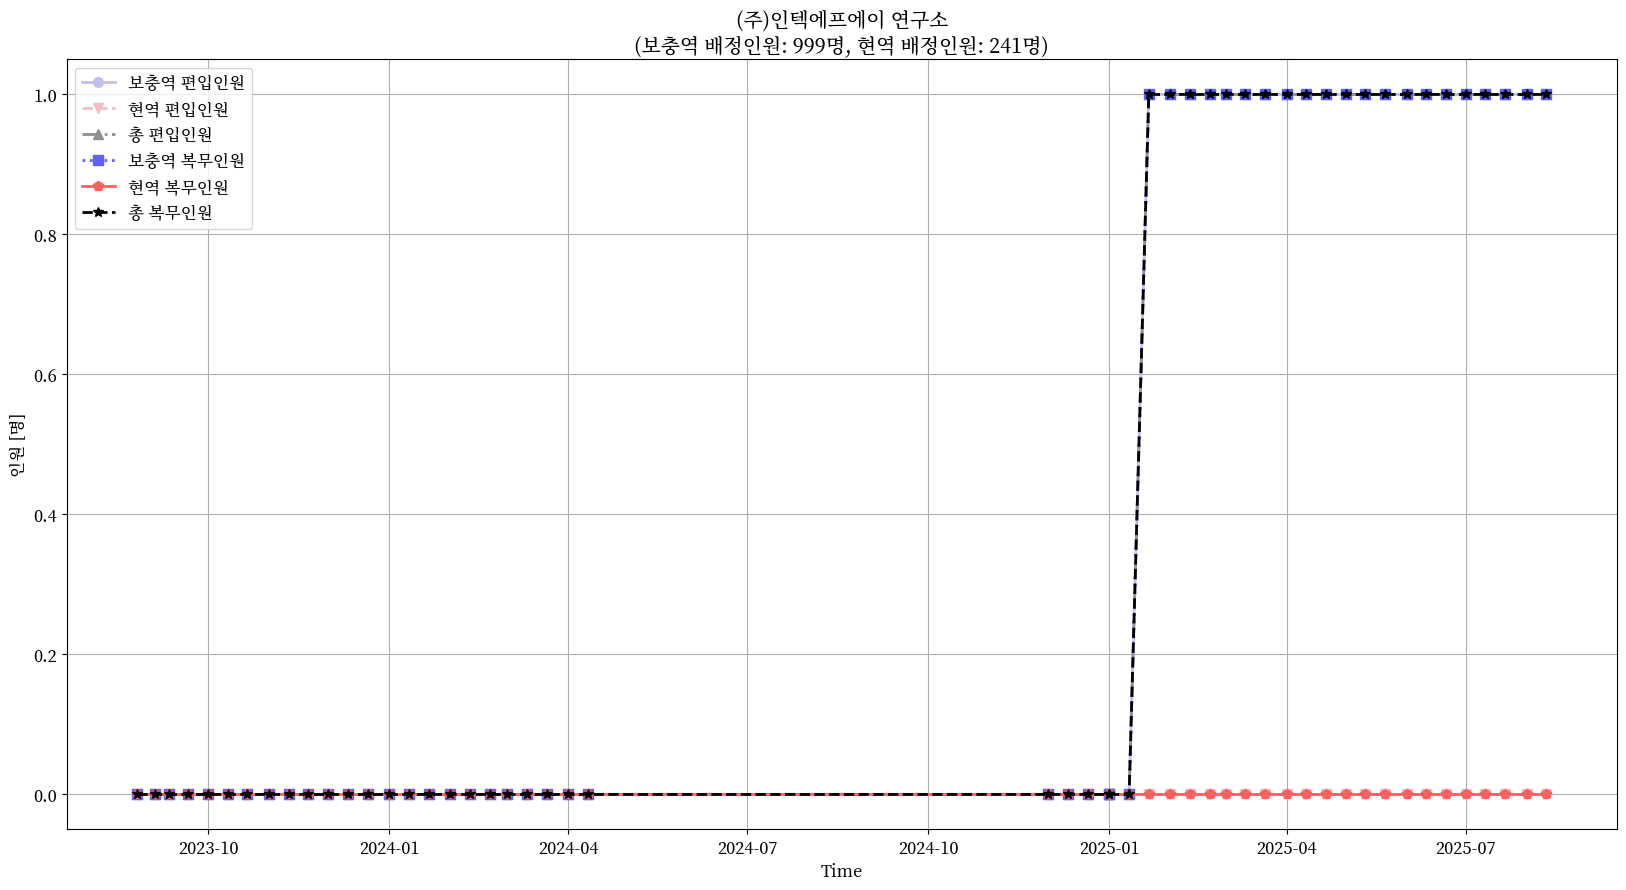 (주)인텍에프에이 연구소
(보충역 배정인원: 999명, 현역 배정인원: 241명)
보충역 편입인원
현역 편입인원
총 편입인원
보충역 복무인원
현역 복무인원
총 복무인원
인원 [명]
1.0
0.8
0.6
0.4
0.2
0.0
2023-10
2024-01
2024-04
2024-07
2024-10
2025-01
2025-04
2025-07
Time